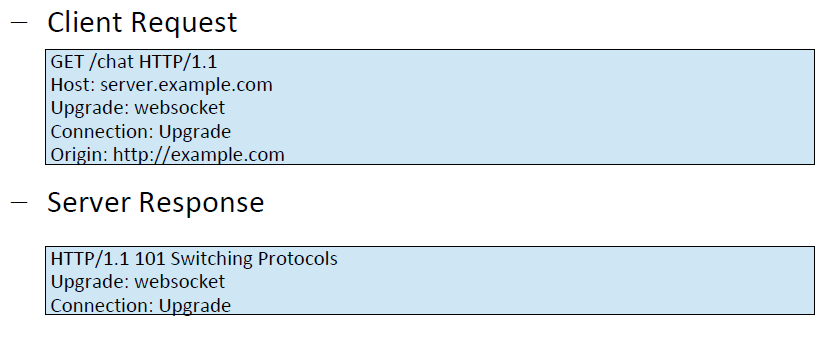 – Client Request
GET /chat HTTP/1.1
Host: server.example.com
Upgrade: websocket
Connection: Upgrade
Origin: http://example.com
– Server Response
HTTP/1.1 101 Switching Protocols
Upgrade: websocket
Connection: Upgrade